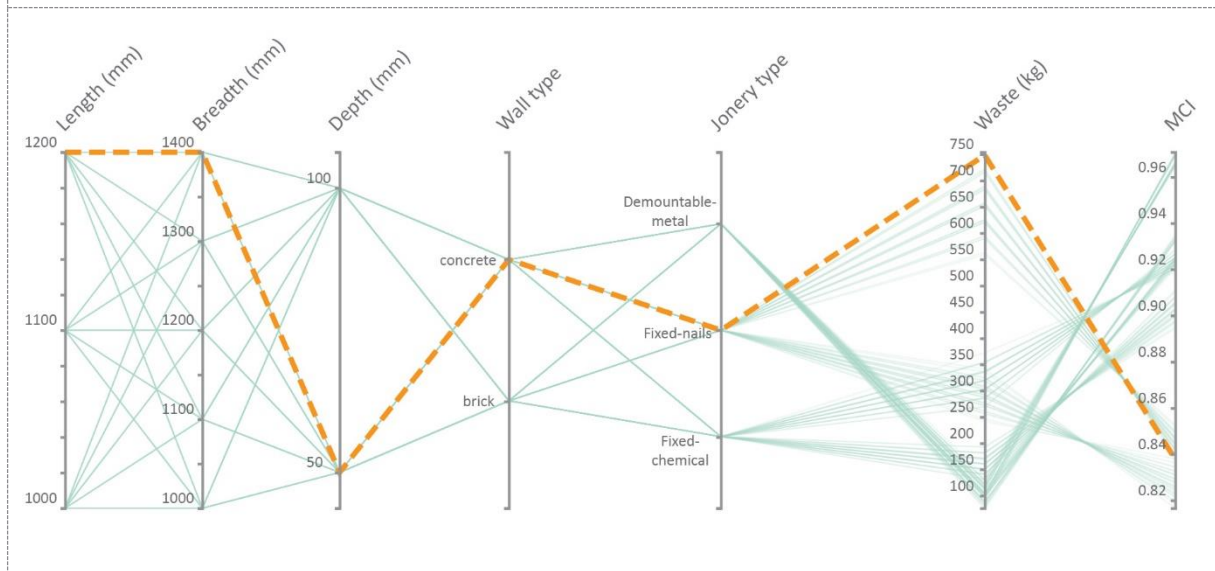 Length (mm)
Breadth (mm)
Depth (mm)
Wall type
Jonery type
Waste (kg)
MCI
1200
1100
1000
1400
1300
1200
1100
1000
100
50
concrete
brick
Demountable-
metal
Fixed-nails
Fixed-
chemical
750
700
650
600
550
500
450
400
350
300
250
200
150
100
0.96
0.94
0.92
0.90
0.88
0.86
0.84
0.82